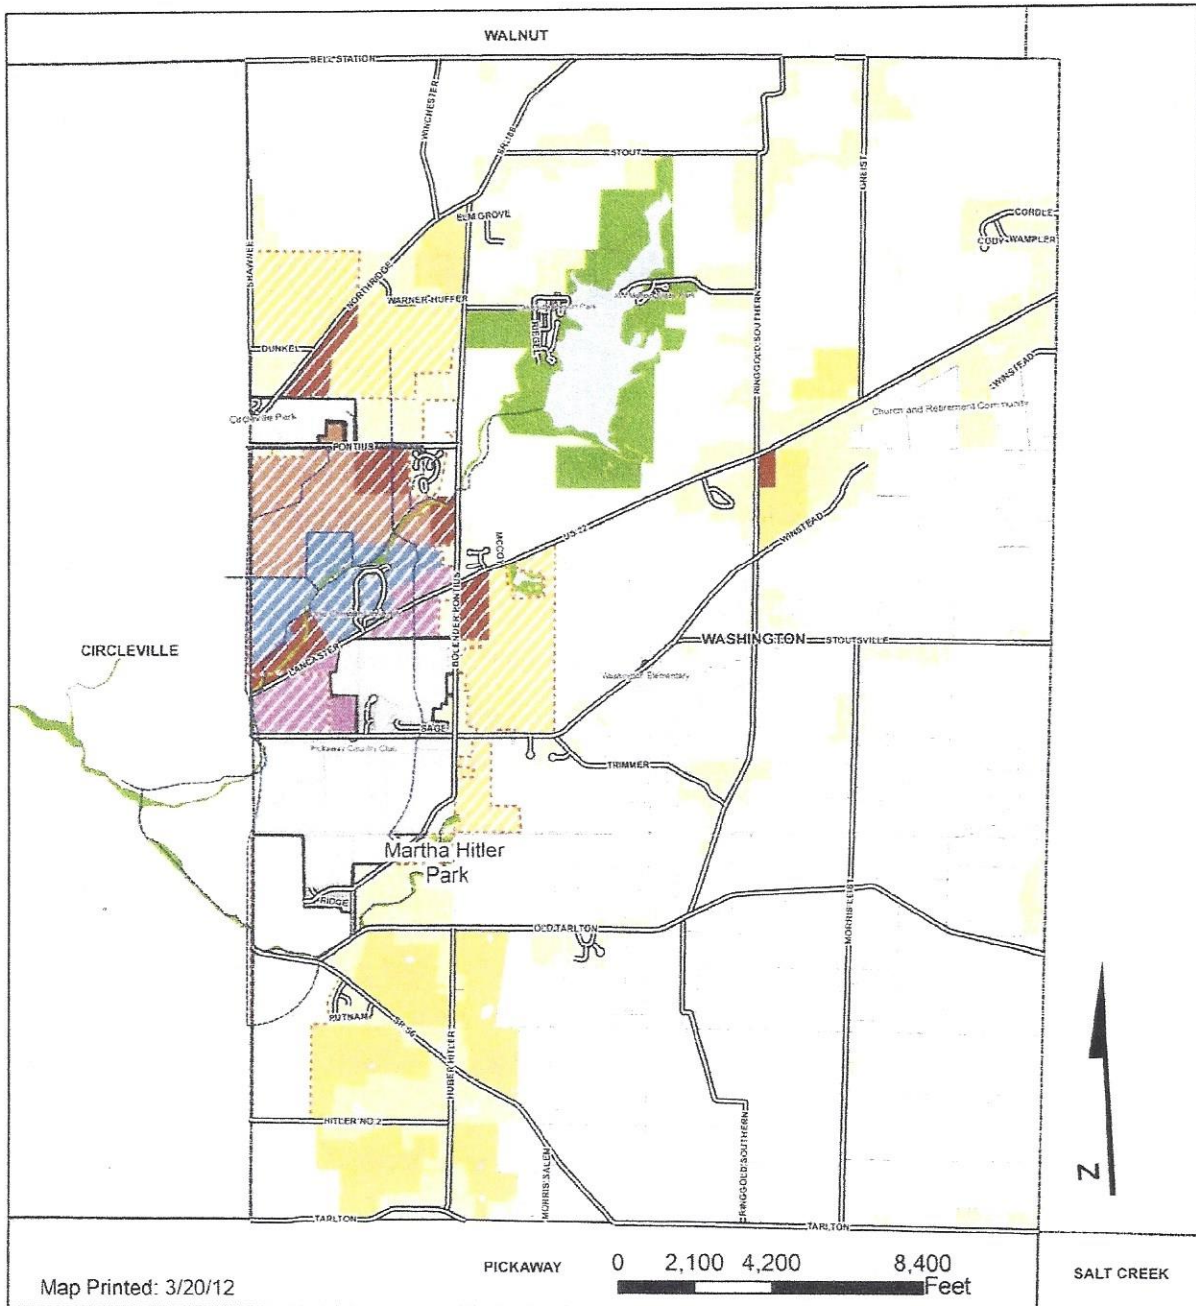 WALNUT
BELL STATION
WINCHESTER
SR-188
STOUT
GREIST
SHAWNEE
ELM GROVE
CORDLE
CODY-WAMPLER
NORTHRIDGE
WARNER-HUFFER
RINGGOLD SOUTHERN
DUNKEL
WINSTEAD
Church and Retirement Community
Circleville Park
PONTIUS
US-22
WINSTEAD
BOLENDER PONTIUS
LANCASTER
WASHINGTON
STOUTSVILLE
CIRCLEVILLE
Washington Elementary
SAGE
Pickaway Country Club
TRIMMER
Martha Hitler
Park
RIDGE
MORRIS LEIST
OLD TARLTON
PUTNAM
SR-56
HUBER HITLER
HITLER NO 2
MORRIS SALEM
RINGGOLD SOUTHERN
TARLTON
TARLTON
N
PICKAWAY
0 2,100 4,200 8,400
Feet
SALT CREEK
Map Printed: 3/20/12